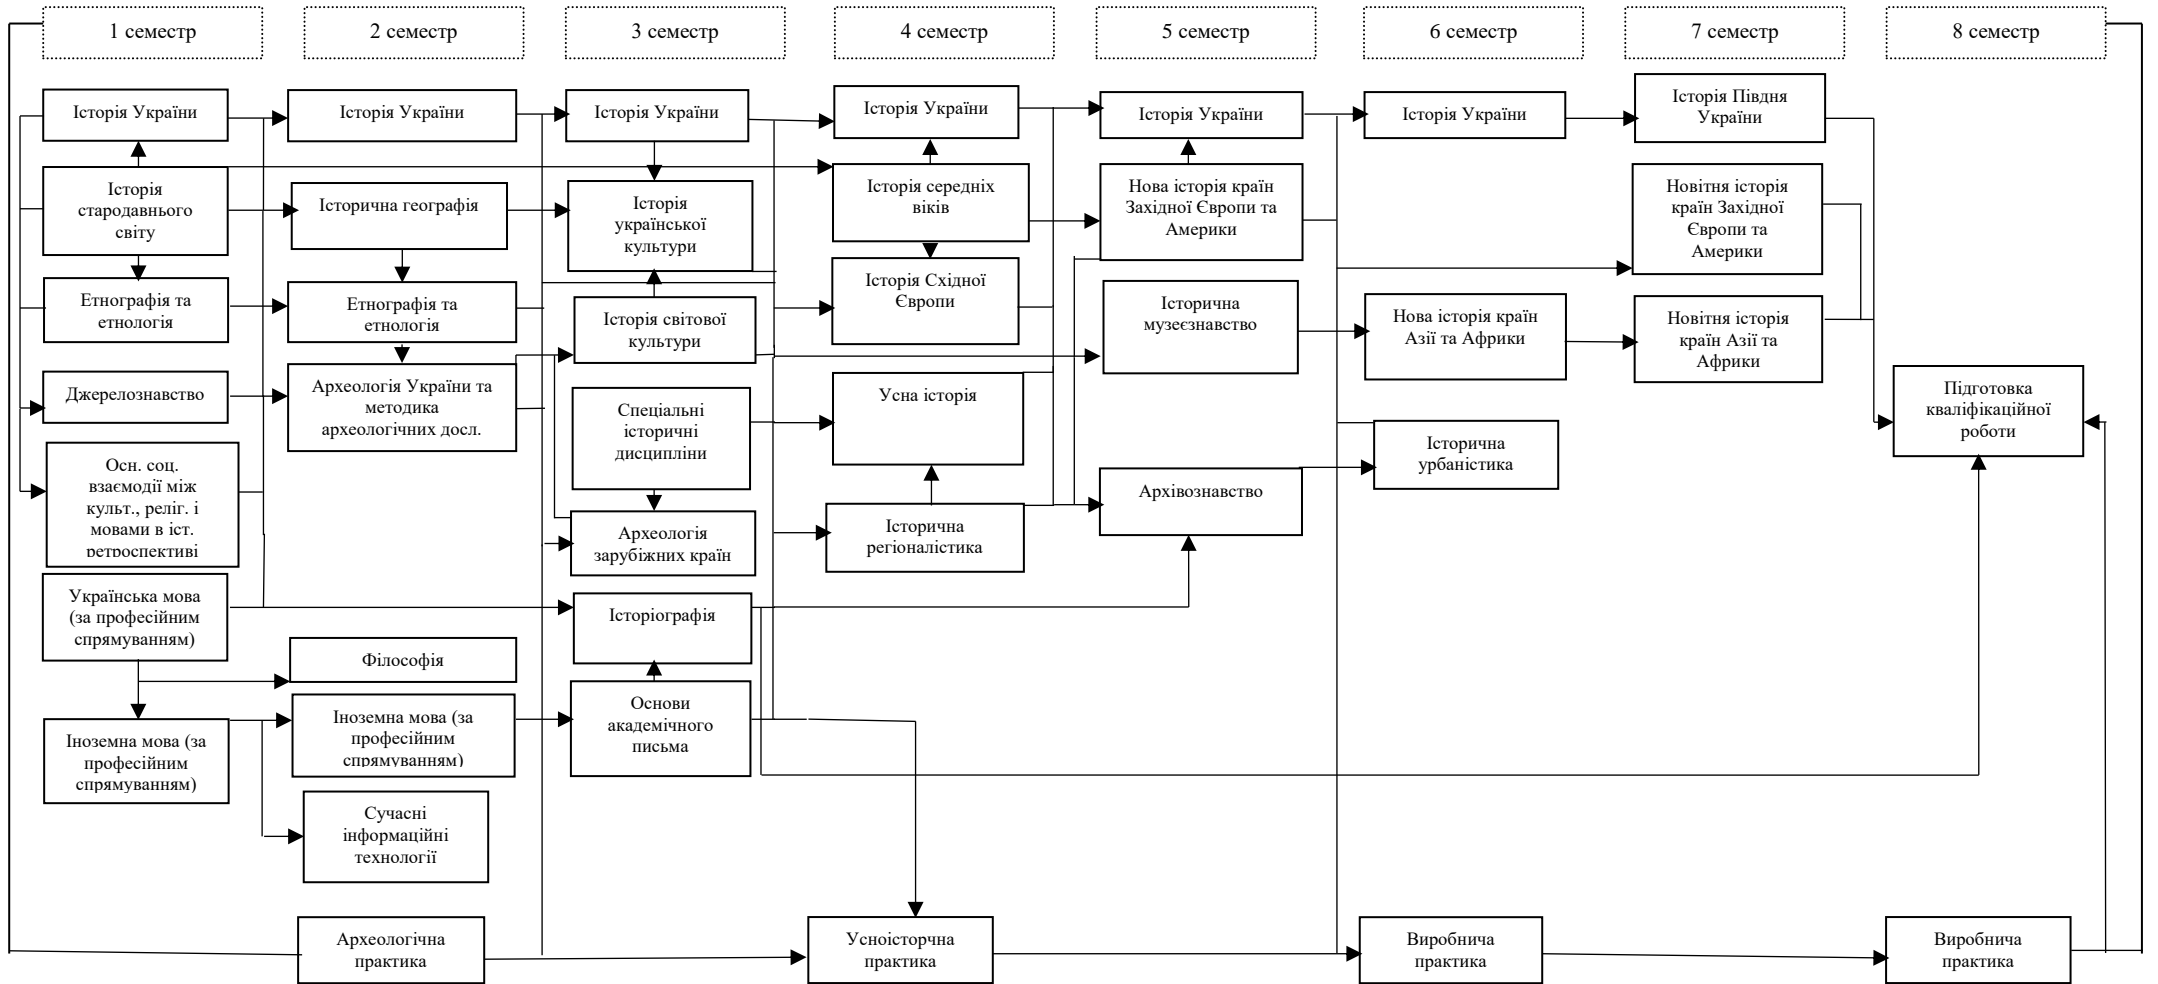 1 семестр
2 семестр
3 семестр
4 семестр
5 семестр
6 семестр
7 семестр
8 семестр
Історія України
Історія
стародавнього
світу
Етнографія та
етнологія
Джерелознавство
Осн. соц.
взаємодії між
культ., реліг. і
мовами в іст.
ретроспективі
Українська мова
(за професійним
спрямуванням)
Іноземна мова (за
професійним
спрямуванням)
Історія України
Історична географія
Етнографія та
етнологія
Археологія України та
методика
археологічних досл.
Філософія
Іноземна мова (за
професійним
спрямуванням)
Сучасні
інформаційні
технології
Археологічна
практика
Історія України
Історія
української
культури
Історія світової
культури
Спеціальні
історичні
дисципліни
Археологія
зарубіжних країн
Історіографія
Основи
академічного
письма
Історія України
Історія середніх
віків
Історія Східної
Європи
Усна історія
Історична
регіоналістика
Усноісторчна
практика
Історія України
Нова історія країн
Західної Європи та
Америки
Історична
музеєзнавство
Архівознавство
Історія України
Нова історія країн
Азії та Африки
Історична
урбаністика
Виробнича
практика
Історія Півдня
України
Новітня історія
країн Західної
Європи та
Америки
Новітня історія
країн Азії та
Африки
Підготовка
кваліфікаційної
роботи
Виробнича
практика